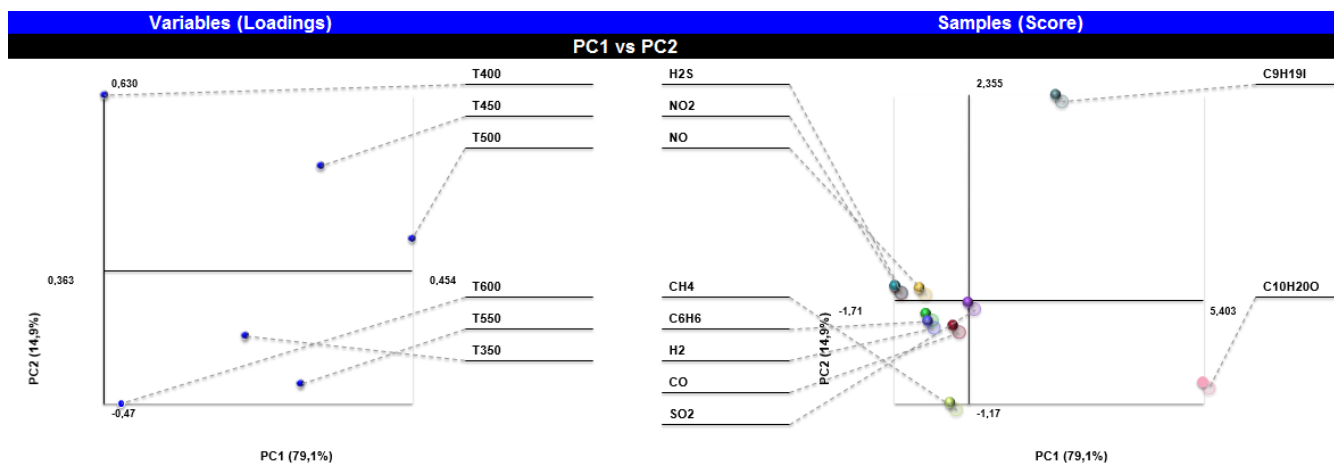 Variables (Loadings)
Samples (Score)
PC1 vs PC2
0,630
T400
T450
T500
0,363
0,454
T600
T550
T350
-0,47
PC2 (14,9%)
PC1 (79,1%)
H2S
NO2
NO
CH4
C6H6
H2
CO
SO2
2,355
C9H19I
-1,71
5,403
C10H20O
-1,17
PC2 (14,9%)
PC1 (79,1%)